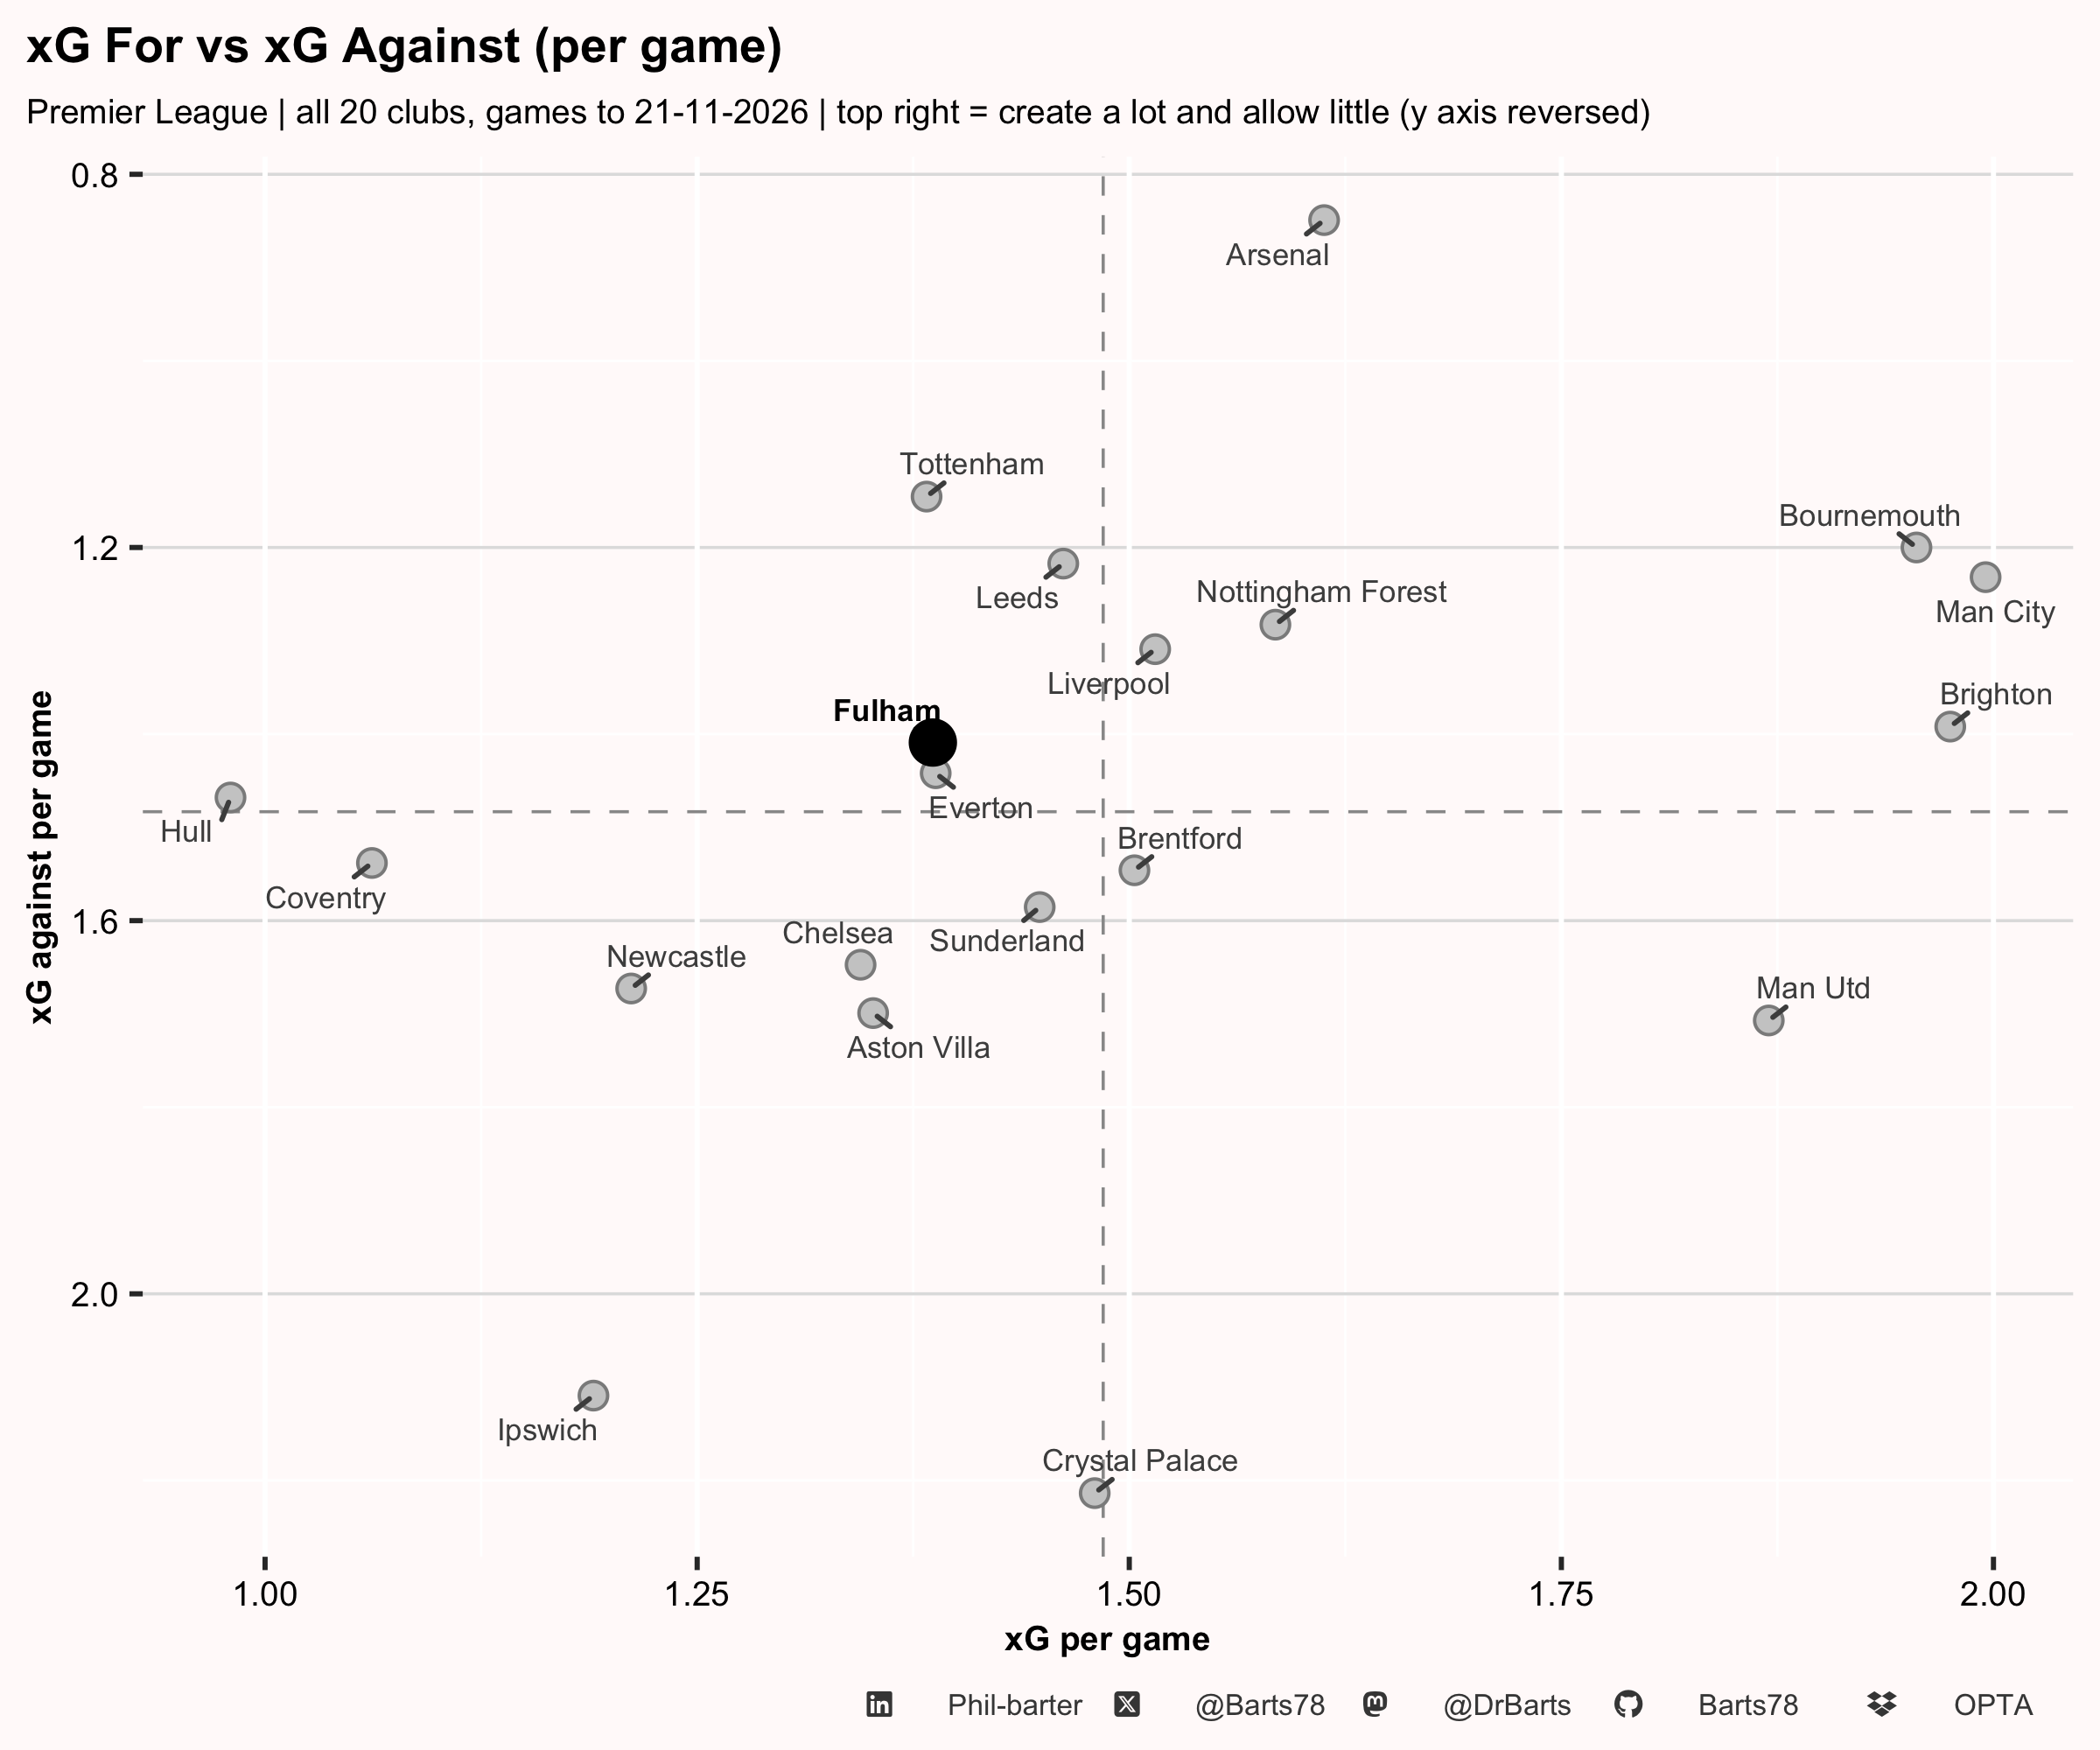 xG For vs xG Against (per game)
Premier League | all 20 clubs, games to 21-11-2026 | top right = create a lot and allow little (y axis reversed)
0.8
Arsenal
Tottenham
Bournemouth
1.2
Leeds
Nottingham Forest
Man City
Liverpool
Brighton
Fulham
Everton
Hull
Brentford
Coventry
1.6
Chelsea
Sunderland
Newcastle
Man Utd
Aston Villa
xG against per game
2.0
Ipswich
Crystal Palace
1.00 1.25 1.50 1.75 2.00
xG per game
Phil-barter @Barts78 @DrBarts Barts78 OPTA